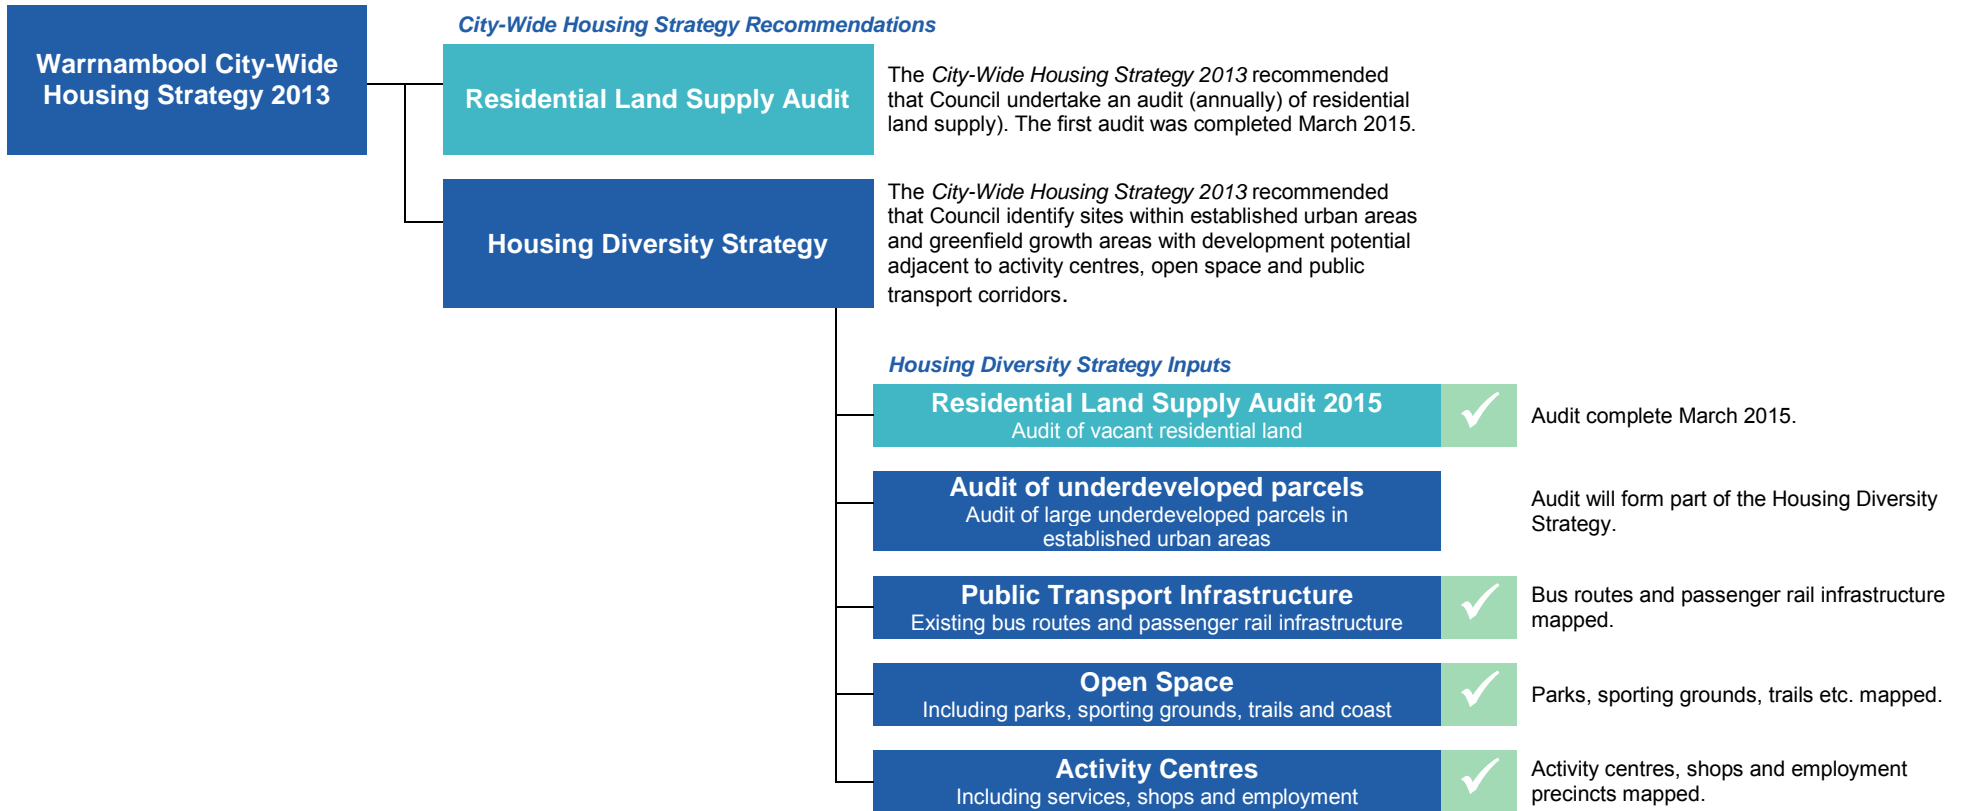 City-Wide Housing Strategy Recommendations
Warrnambool City-Wide
Housing Strategy 2013
Residential Land Supply Audit
The City-Wide Housing Strategy 2013 recommended
that Council undertake an audit (annually) of residential
land supply). The first audit was completed March 2015.
Housing Diversity Strategy
The City-Wide Housing Strategy 2013 recommended
that Council identify sites within established urban areas
and greenfield growth areas with development potential
adjacent to activity centres, open space and public
transport corridors.
Housing Diversity Strategy Inputs
Residential Land Supply Audit 2015
Audit of vacant residential land
Audit complete March 2015.
Audit of underdeveloped parcels
Audit of large underdeveloped parcels in
established urban areas
Audit will form part of the Housing Diversity
Strategy.
Public Transport Infrastructure
Existing bus routes and passenger rail infrastructure
Bus routes and passenger rail infrastructure
mapped.
Open Space
Including parks, sporting grounds, trails and coast
Parks, sporting grounds, trails etc. mapped.
Activity Centres
Including services, shops and employment
Activity centres, shops and employment
precincts mapped.